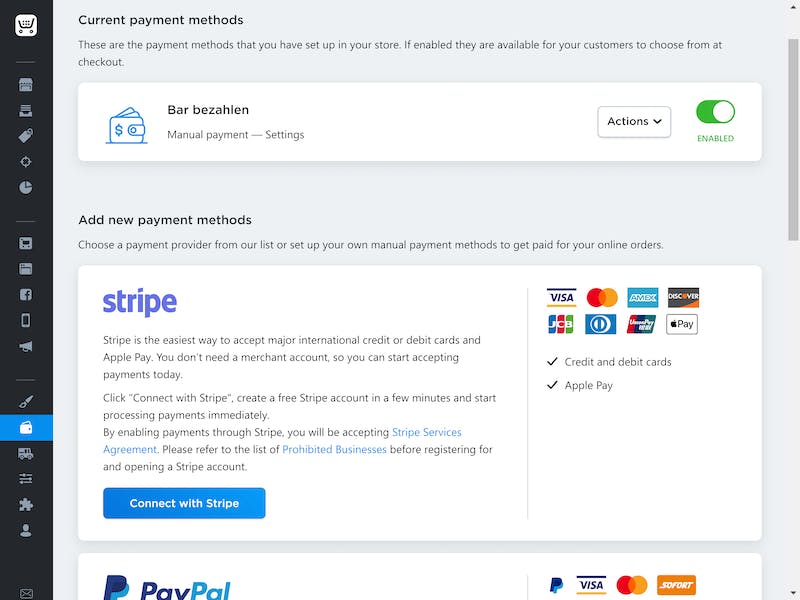 Current payment methods
These are the payment methods that you have set up in your store. If enabled they are available for your customers to choose from at
checkout.
Bar bezahlen
Manual payment — Settings
Actions
ENABLED
Add new payment methods
Choose a payment provider from our list or set up your own manual payment methods to get paid for your online orders.
stripe
Stripe is the easiest way to accept major international credit or debit cards and
Apple Pay. You don't need a merchant account, so you can start accepting
payments today.
Click "Connect with Stripe", create a free Stripe account in a few minutes and start
processing payments immediately.
By enabling payments through Stripe, you will be accepting Stripe Services
Agreement. Please refer to the list of Prohibited Businesses before registering for
and opening a Stripe account.
Connect with Stripe
VISA AMEX DISCOVER
JCB UnionPay Pay
Credit and debit cards
Apple Pay
PayPal
VISA SOFORT